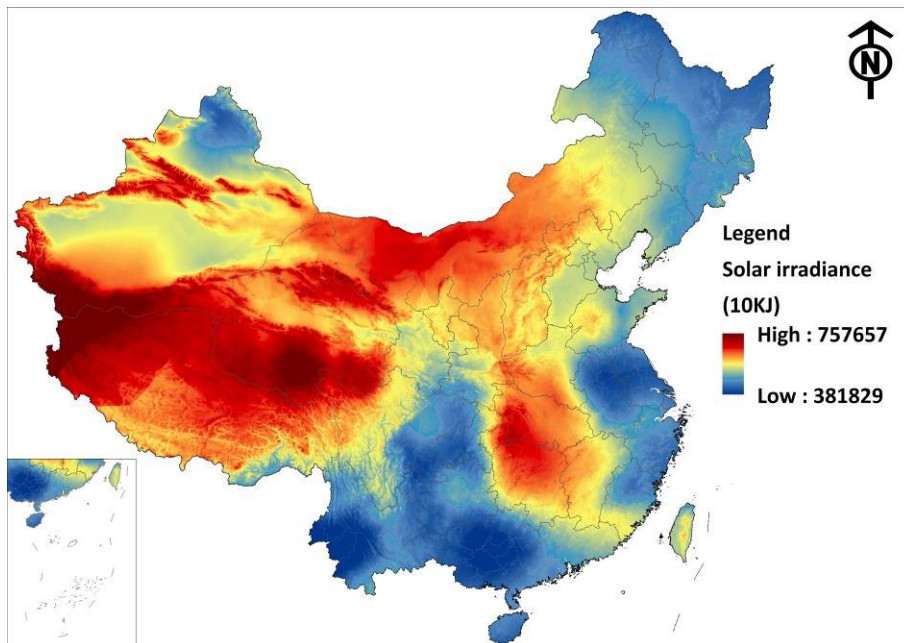 N
Legend
Solar irradiance
(10KJ)
High : 757657
Low : 381829